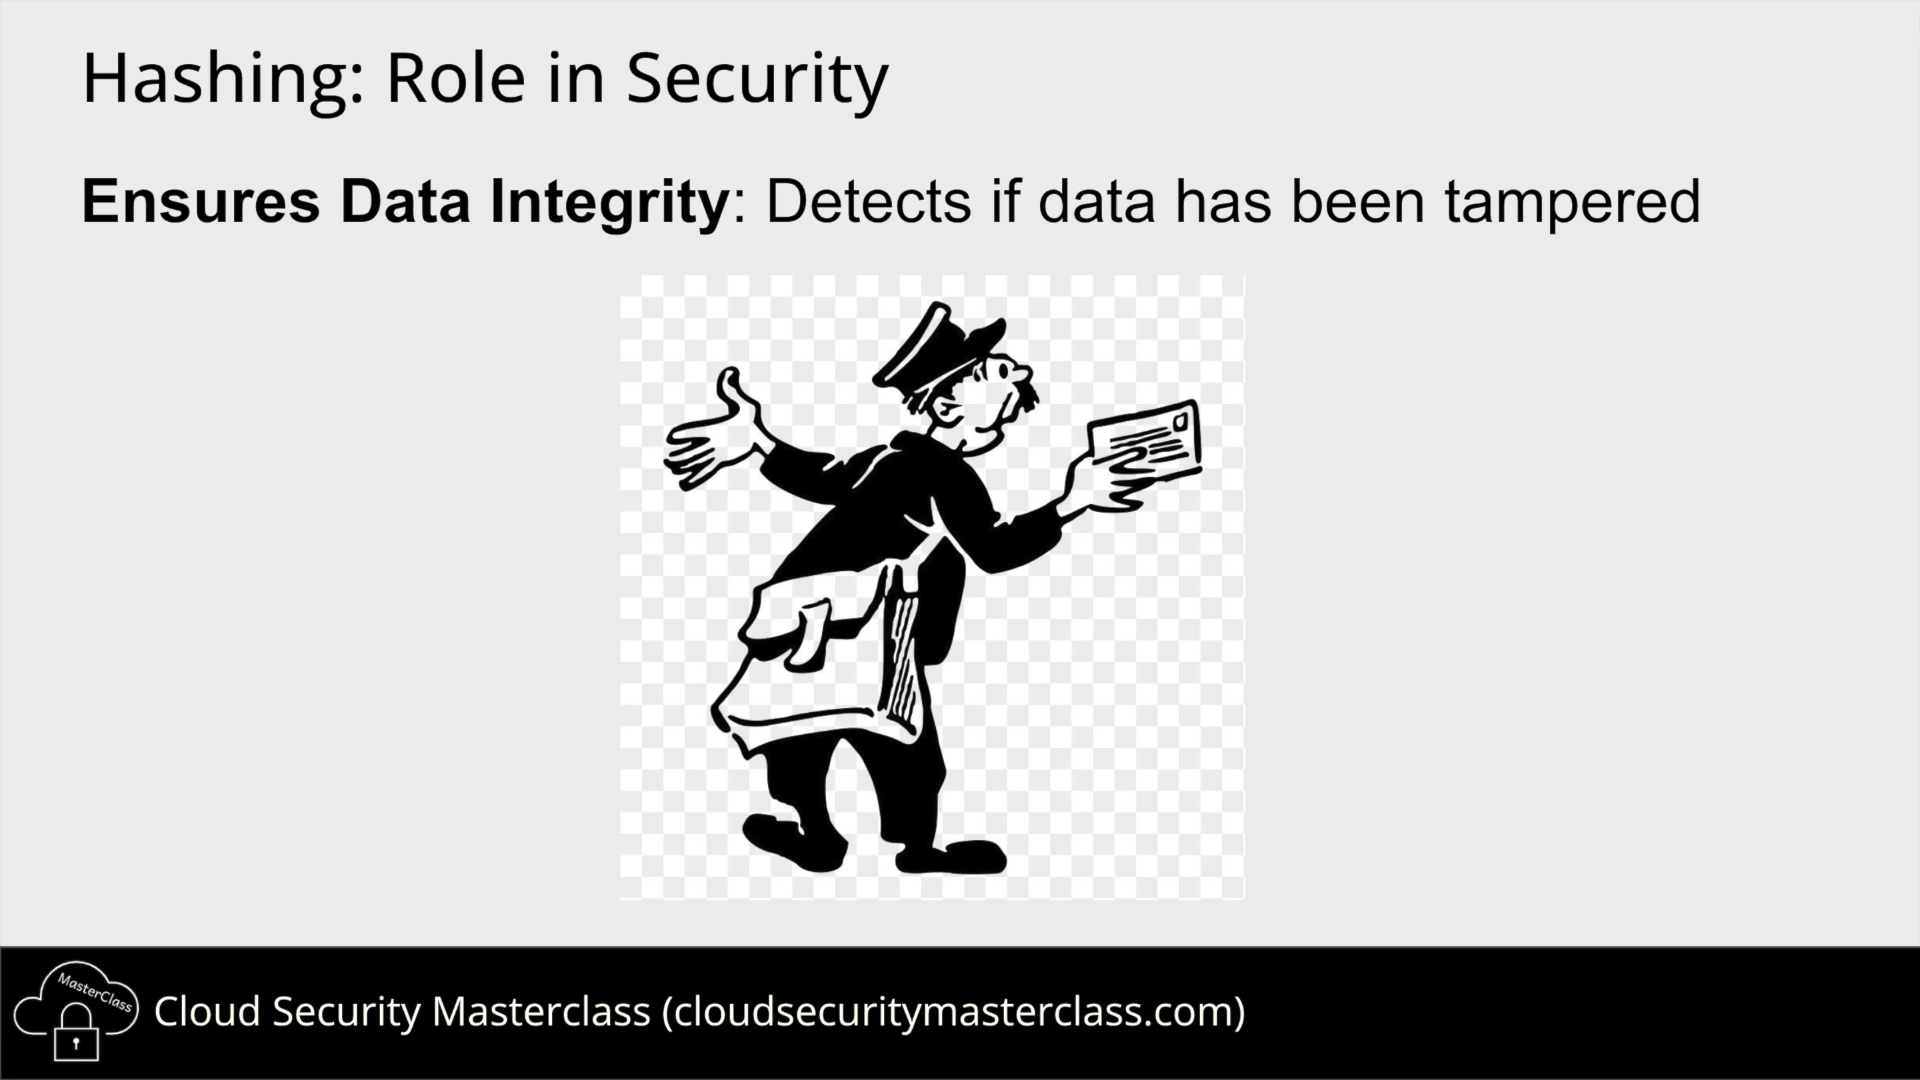 Hashing: Role in Security
Ensures Data Integrity: Detects if data has been tampered
MasterClass
Cloud Security Masterclass (cloudsecuritymasterclass.com)